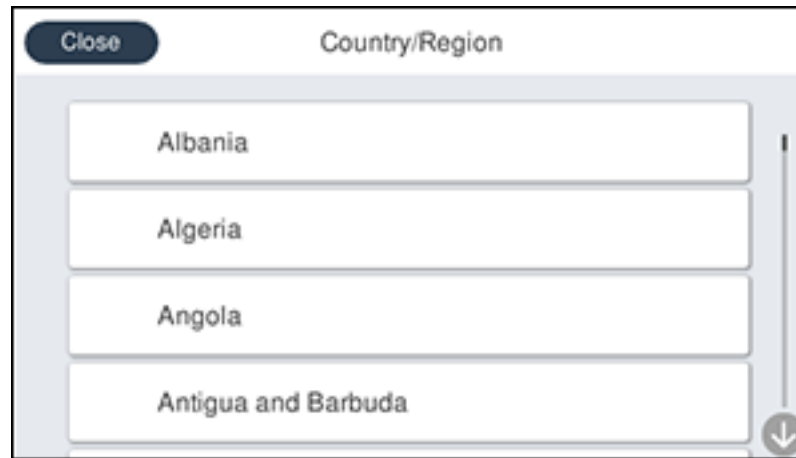 Close
Country/Region
Albania
Algeria
Angola
Antigua and Barbuda